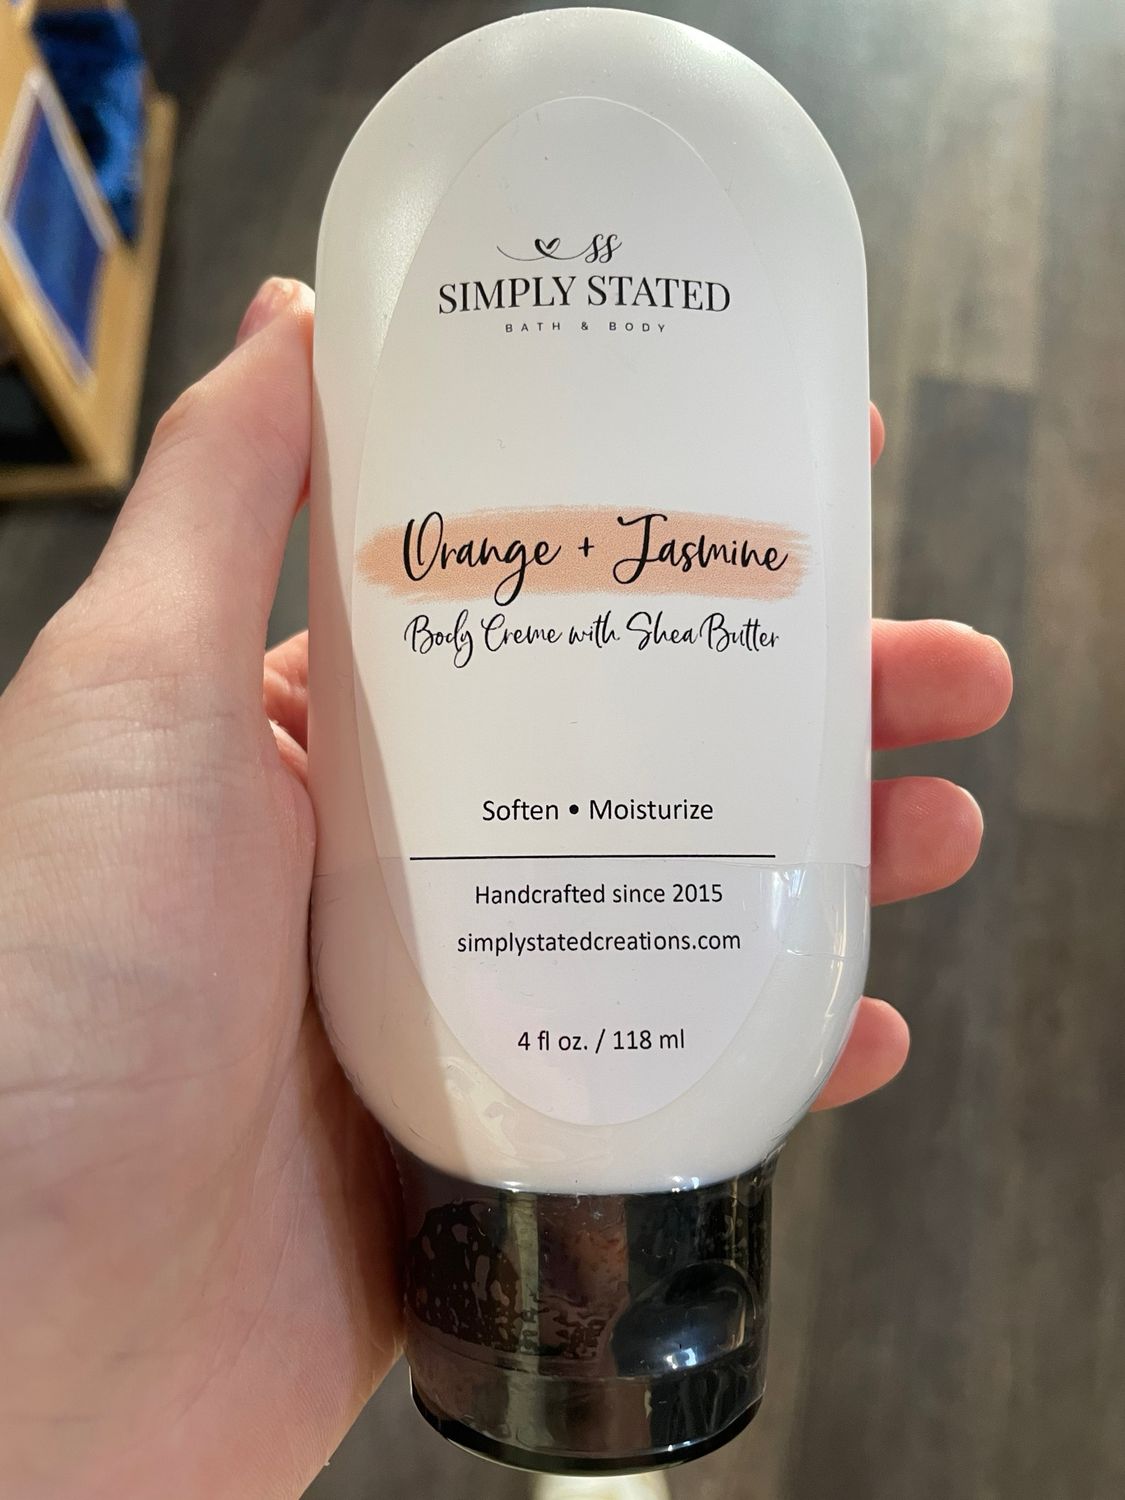 SS
SIMPLY STATED
BATH & BODY
Orange + Jasmine
Body Creme with Shea Butter
Soften • Moisturize
Handcrafted since 2015
simplystatedcreations.com
4 fl oz. / 118 ml